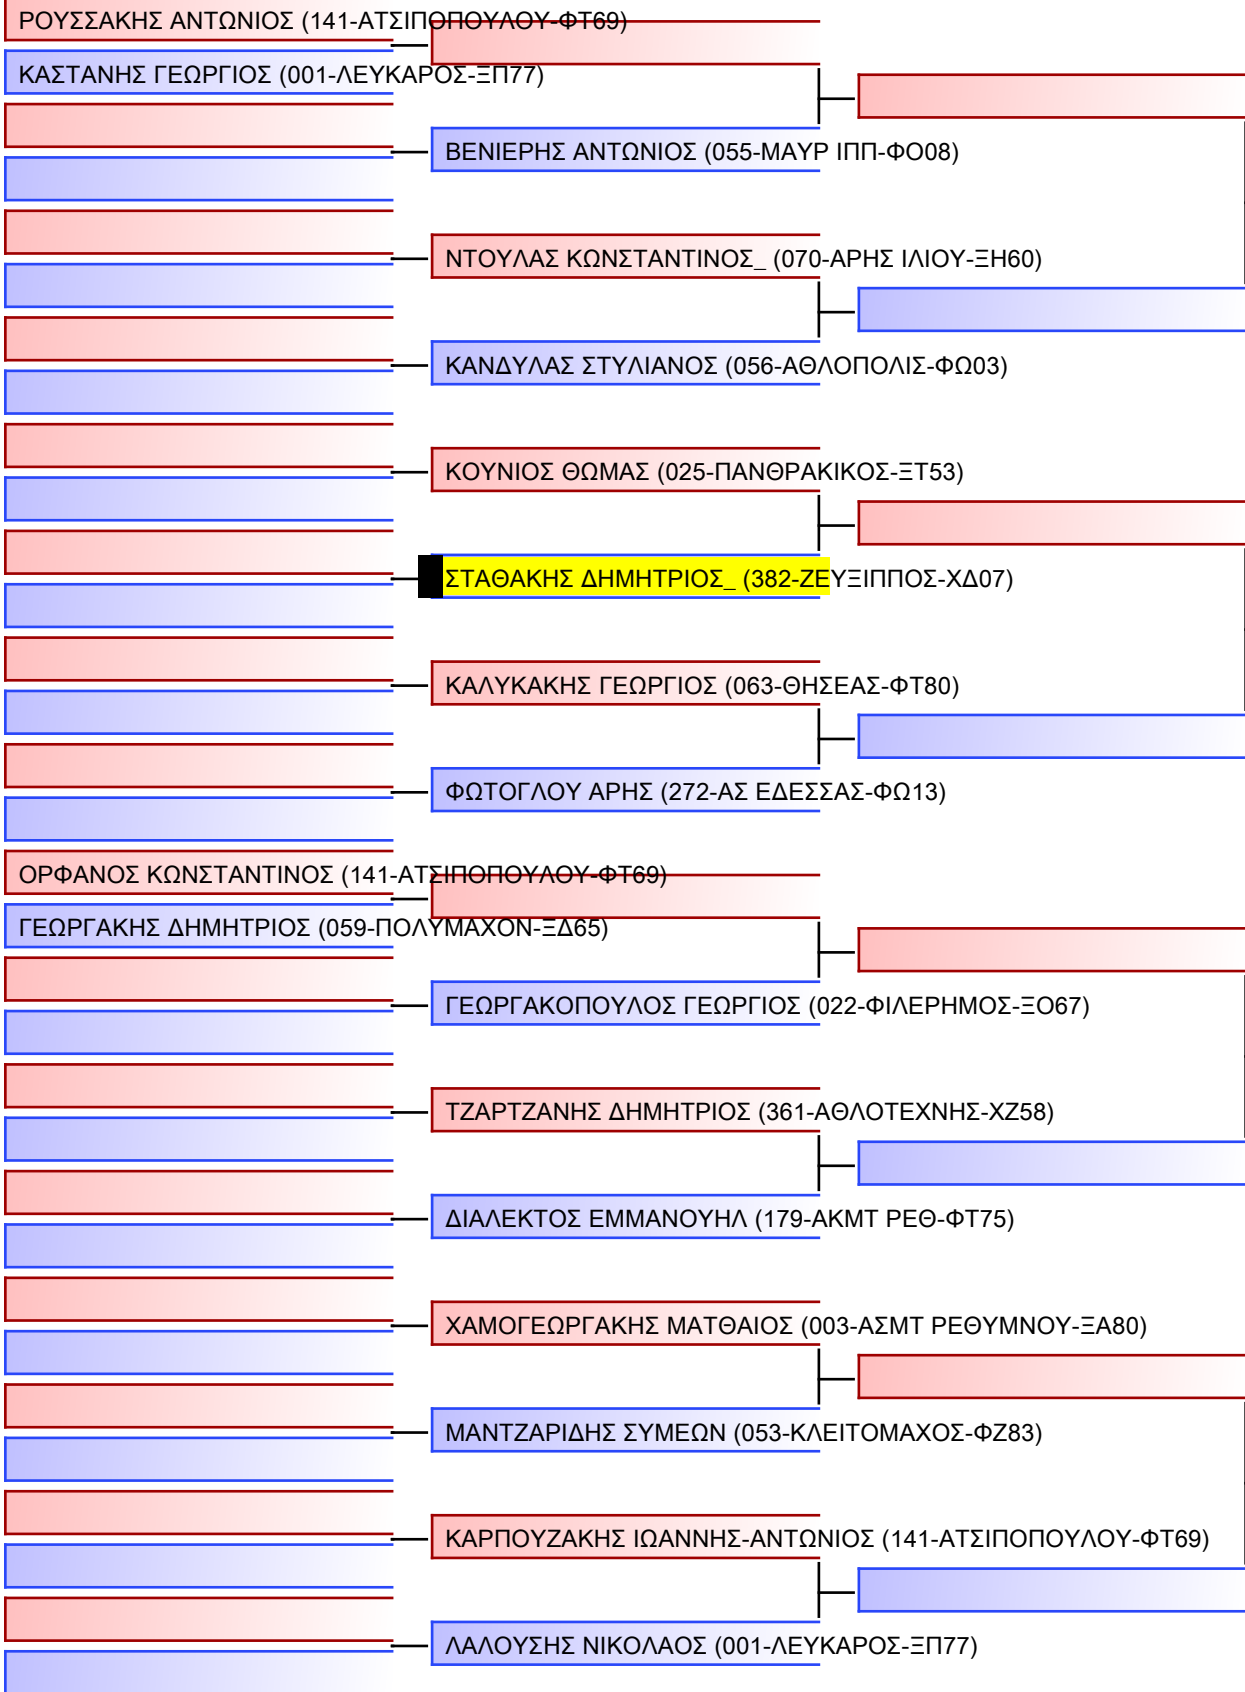 ΡΟΥΣΣΑΚΗΣ ΑΝΤΩΝΙΟΣ (141-ΑΤΣΙΠΟΠΟΥΛΟΥ-ΦΤ69)
ΚΑΣΤΑΝΗΣ ΓΕΩΡΓΙΟΣ (001-ΛΕΥΚΑΡΟΣ-ΞΠ77)
ΒΕΝΙΕΡΗΣ ΑΝΤΩΝΙΟΣ (055-ΜΑΥΡ ΙΠΠ-ΦΟ08)
ΝΤΟΥΛΑΣ ΚΩΝΣΤΑΝΤΙΝΟΣ_ (070-ΑΡΗΣ ΙΛΙΟΥ-ΞΗ60)
ΚΑΝΔΥΛΑΣ ΣΤΥΛΙΑΝΟΣ (056-ΑΘΛΟΠΟΛΙΣ-ΦΩ03)
ΚΟΥΝΙΟΣ ΘΩΜΑΣ (025-ΠΑΝΘΡΑΚΙΚΟΣ-ΞΤ53)
ΣΤΑΘΑΚΗΣ ΔΗΜΗΤΡΙΟΣ_ (382-ΖΕΥΞΙΠΠΟΣ-ΧΔ07)
ΚΑΛΥΚΑΚΗΣ ΓΕΩΡΓΙΟΣ (063-ΘΗΣΕΑΣ-ΦΤ80)
ΦΩΤΟΓΛΟΥ ΑΡΗΣ (272-ΑΣ ΕΔΕΣΣΑΣ-ΦΩ13)
ΟΡΦΑΝΟΣ ΚΩΝΣΤΑΝΤΙΝΟΣ (141-ΑΤΣΙΠΟΠΟΥΛΟΥ-ΦΤ69)
ΓΕΩΡΓΑΚΗΣ ΔΗΜΗΤΡΙΟΣ (059-ΠΟΛΥΜΑΧΟΝ-ΞΔ65)
ΓΕΩΡΓΑΚΟΠΟΥΛΟΣ ΓΕΩΡΓΙΟΣ (022-ΦΙΛΕΡΗΜΟΣ-ΞΟ67)
ΤΖΑΡΤΖΑΝΗΣ ΔΗΜΗΤΡΙΟΣ (361-ΑΘΛΟΤΕΧΝΗΣ-ΧΖ58)
ΔΙΑΛΕΚΤΟΣ ΕΜΜΑΝΟΥΗΛ (179-ΑΚΜΤ ΡΕΘ-ΦΤ75)
ΧΑΜΟΓΕΩΡΓΑΚΗΣ ΜΑΤΘΑΙΟΣ (003-ΑΣΜΤ ΡΕΘΥΜΝΟΥ-ΞΑ80)
ΜΑΝΤΖΑΡΙΔΗΣ ΣΥΜΕΩΝ (053-ΚΛΕΙΤΟΜΑΧΟΣ-ΦΖ83)
ΚΑΡΠΟΥΖΑΚΗΣ ΙΩΑΝΝΗΣ-ΑΝΤΩΝΙΟΣ (141-ΑΤΣΙΠΟΠΟΥΛΟΥ-ΦΤ69)
ΛΑΛΟΥΣΗΣ ΝΙΚΟΛΑΟΣ (001-ΛΕΥΚΑΡΟΣ-ΞΠ77)